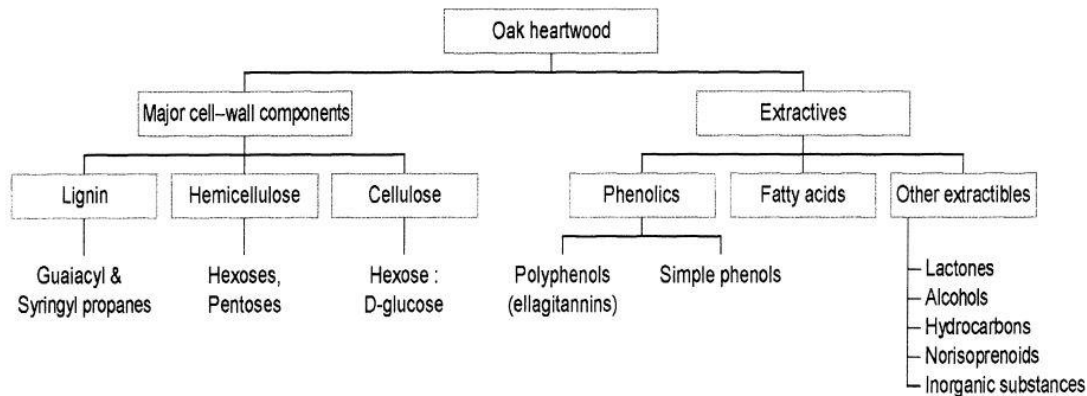 Oak heartwood
Major cell–wall components
Extractives
Lignin
Hemicellulose
Cellulose
Phenolics
Fatty acids
Other extractibles
Guaiacyl &
Syringyl propanes
Hexoses,
Pentoses
Hexose :
D-glucose
Polyphenols
(ellagitannins)
Simple phenols
Lactones
Alcohols
Hydrocarbons
Norisoprenoids
Inorganic substances